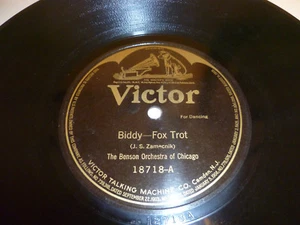 Victor
For Dancing
Biddy—Fox Trot
(J. S. Zamecnik)
The Benson Orchestra of Chicago
18718-A
VICTOR TALKING MACHINE CO. Camden, N.J.